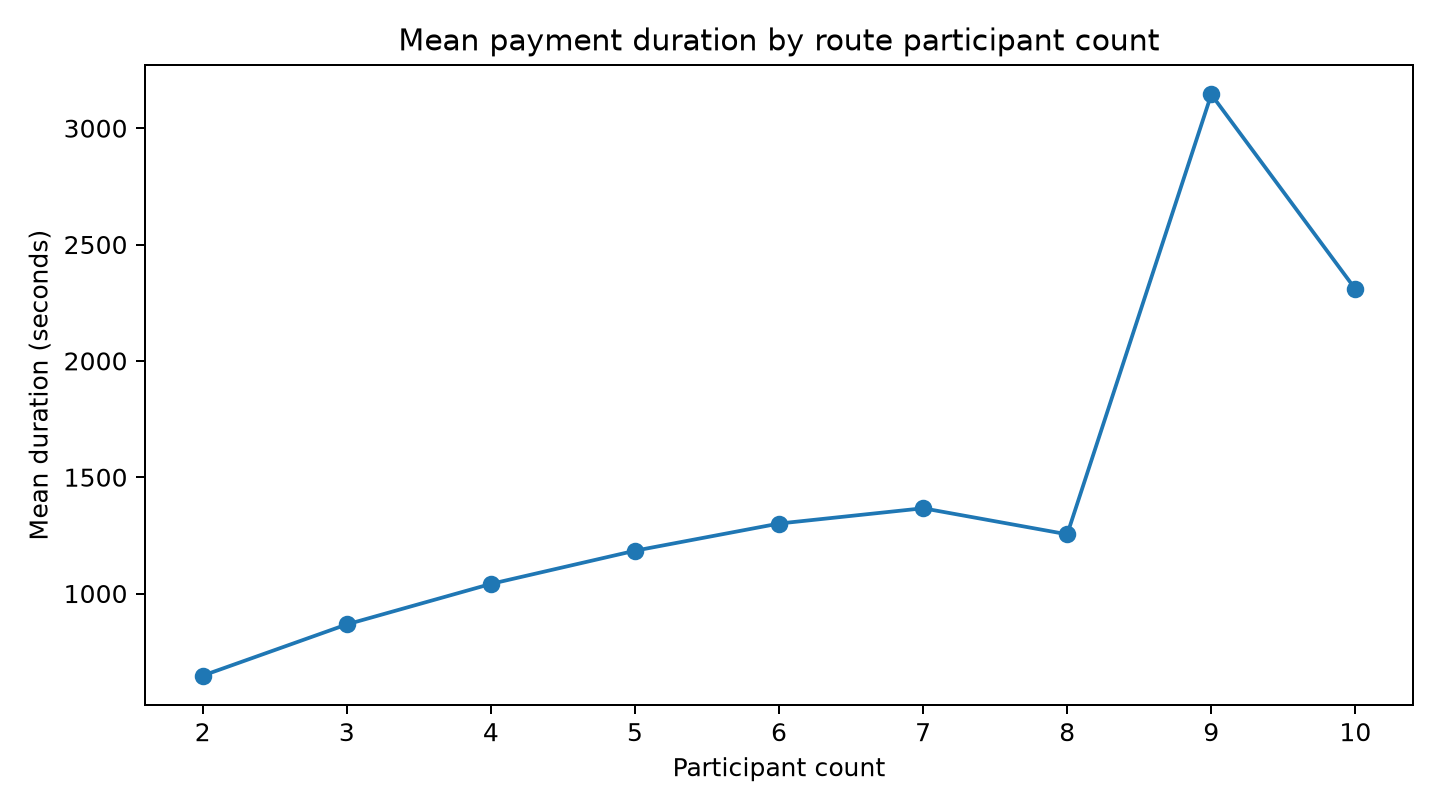 Mean payment duration by route participant count
Mean duration (seconds)
3000
2500
2000
1500
1000
2 3 4 5 6 7 8 9 10
Participant count